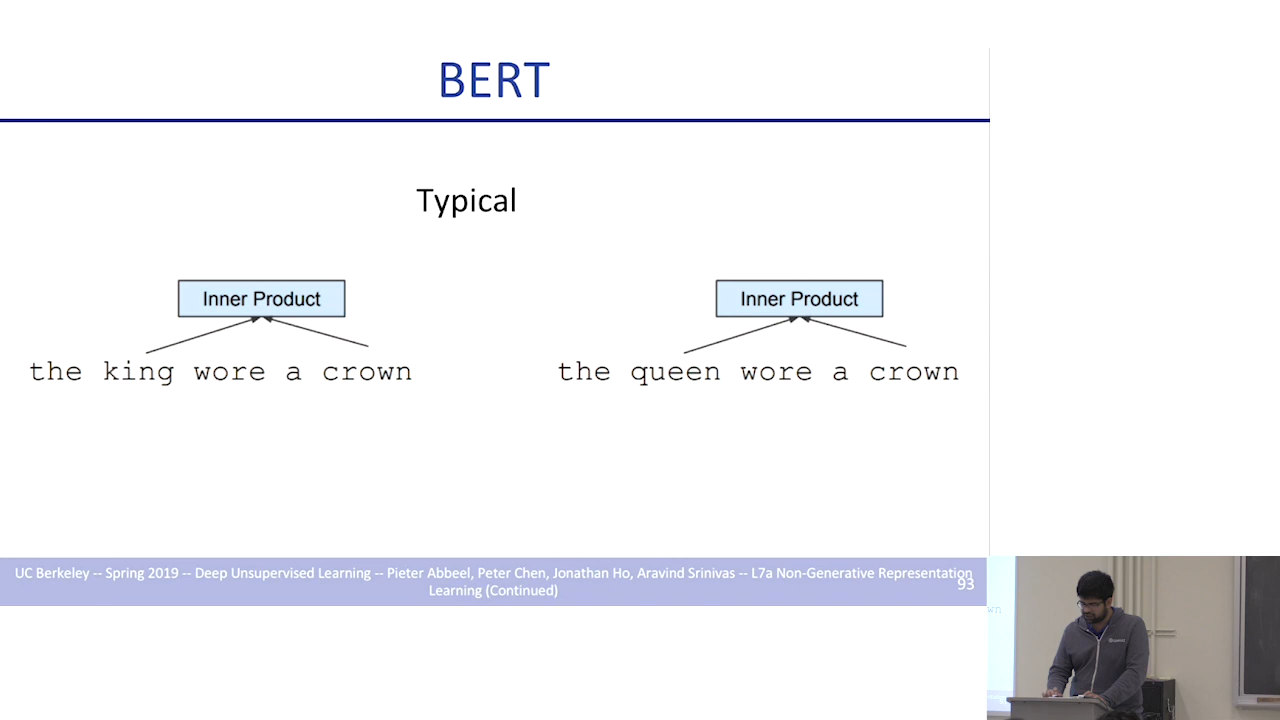 BERT
Typical
Inner Product
Inner Product
the king wore a crown
the queen wore a crown
UC Berkeley -- Spring 2019 -- Deep Unsupervised Learning -- Pieter Abbeel, Peter Chen, Jonathan Ho, Aravind Srinivas -- L7a Non-Generative Representation
Learning (Continued)
93
wn